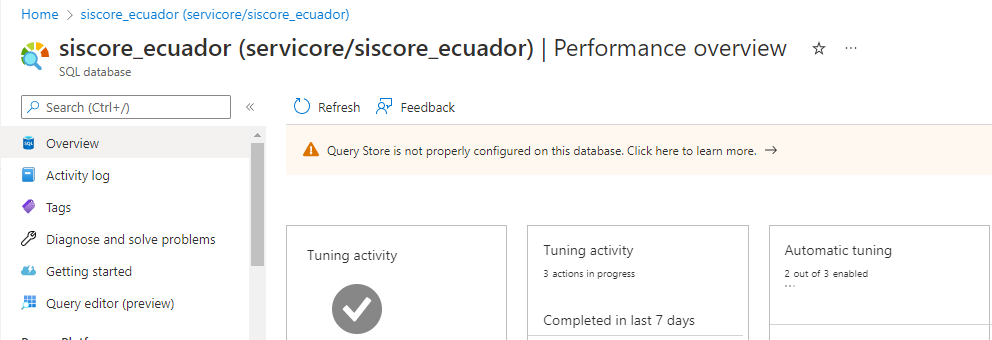 Home > siscore_ecuador (servicore/siscore_ecuador)
siscore_ecuador (servicore/siscore_ecuador) | Performance overview
SQL database
Search (Ctrl+/)
Refresh
Feedback
Overview
Query Store is not properly configured on this database. Click here to learn more. →
Activity log
Tags
Diagnose and solve problems
Getting started
Query editor (preview)
Tuning activity
Tuning activity
3 actions in progress
Completed in last 7 days
Automatic tuning
2 out of 3 enabled
...